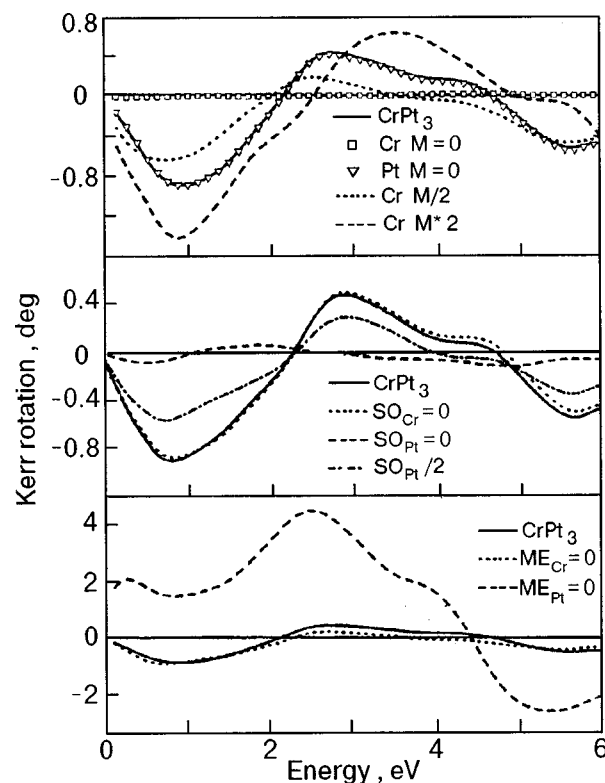 0.8
0
-0.8
CrPt3
Cr M=0
Pt M=0
Cr M/2
Cr M* 2
0.4
0
-0.4
-0.8
CrPt3
SOCr=0
SOPt=0
SOPt/2
4
2
0
-2
CrPt3
MECr=0
MEPt=0
0 2 4 6
Energy , eV
Kerr rotation , deg